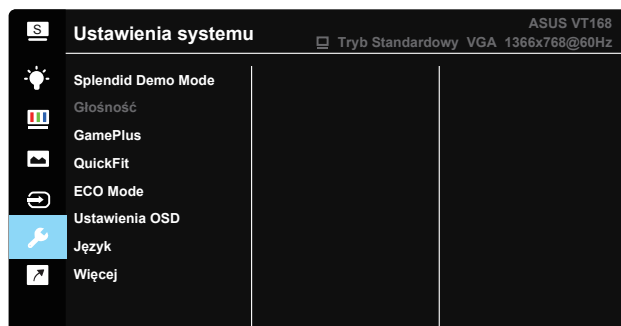 S
Ustawienia systemu
ASUS VT168
Tryb Standardowy VGA 1366x768@60Hz
Splendid Demo Mode
Głośność
GamePlus
QuickFit
ECO Mode
Ustawienia OSD
Język
Więcej